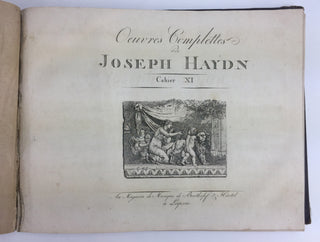 Oeuvres Complettes
de
JOSEPH HAYDN
Cahier XI
au Magasin de Musique de Breitkopf & Härtel
à Leipsic